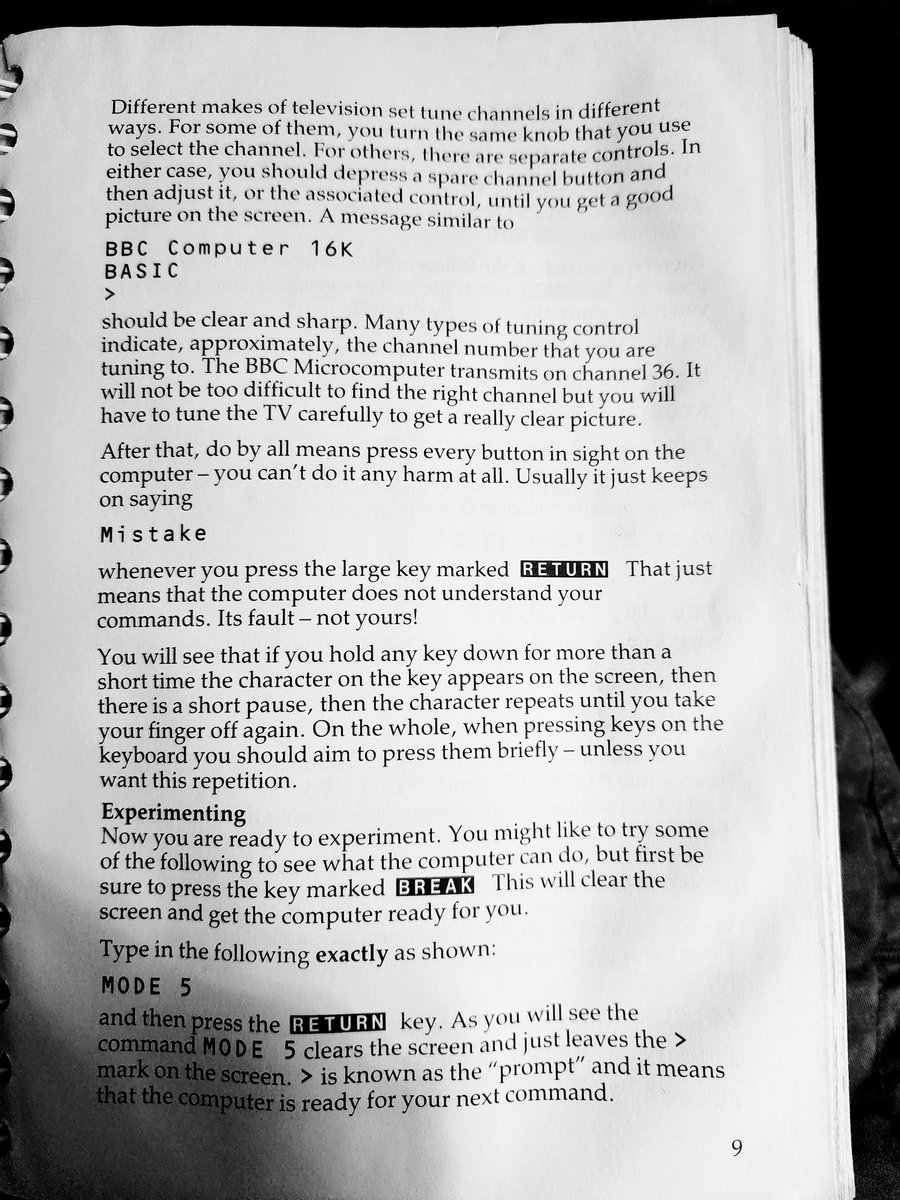 Different makes of television set tune channels in different
ways. For some of them, you turn the same knob that you use
to select the channel. For others, there are separate controls. In
either case, you should depress a spare channel button and
then adjust it, or the associated control, until you get a good
picture on the screen. A message similar to
BBC Computer 16K
BASIC
>
should be clear and sharp. Many types of tuning control
indicate, approximately, the channel number that you are
tuning to. The BBC Microcomputer transmits on channel 36. It
will not be too difficult to find the right channel but you will
have to tune the TV carefully to get a really clear picture.
After that, do by all means press every button in sight on the
computer – you can't do it any harm at all. Usually it just keeps
on saying
Mistake
whenever you press the large key marked RETURN That just
means that the computer does not understand your
commands. Its fault – not yours!
You will see that if you hold any key down for more than a
short time the character on the key appears on the screen, then
there is a short pause, then the character repeats until you take
your finger off again. On the whole, when pressing keys on the
keyboard you should aim to press them briefly – unless you
want this repetition.
Experimenting
Now you are ready to experiment. You might like to try some
of the following to see what the computer can do, but first be
sure to press the key marked BREAK This will clear the
screen and get the computer ready for you.
Type in the following exactly as shown:
MODE 5
and then press the RETURN key. As you will see the
command MODE 5 clears the screen and just leaves the >
mark on the screen. > is known as the "prompt" and it means
that the computer is ready for your next command.
9